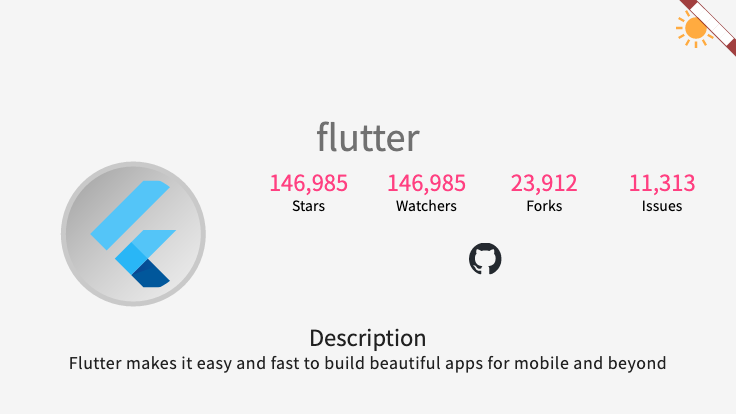 flutter
146,985 146,985 23,912 11,313
Stars Watchers Forks Issues
Description
Flutter makes it easy and fast to build beautiful apps for mobile and beyond